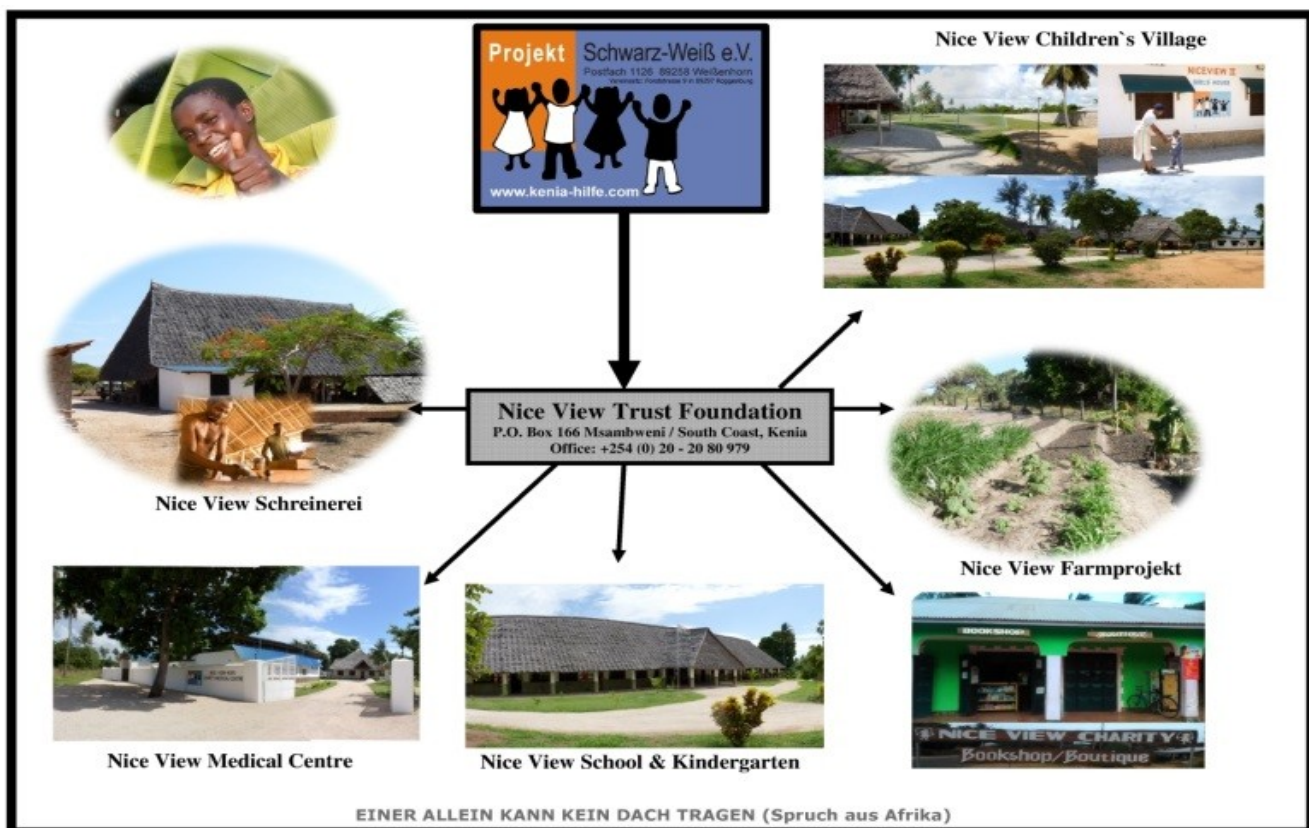 Projekt Schwarz-Weiß e.V.
Postfach 1126 89258 Weißenhorn
www.kenia-hilfe.com
Nice View Children`s Village
NICEVIEW II
Nice View Trust Foundation
P.O. Box 166 Msambweni / South Coast, Kenia
Office: +254 (0) 20 - 20 80 979
Nice View Schreinerei
Nice View Farmprojekt
BOOKSHOP
BOUTIQUE
NICE VIEW CHARITY
Bookshop/Boutique
Nice View Medical Centre
Nice View School & Kindergarten
EINER ALLEIN KANN KEIN DACH TRAGEN (Spruch aus Afrika)